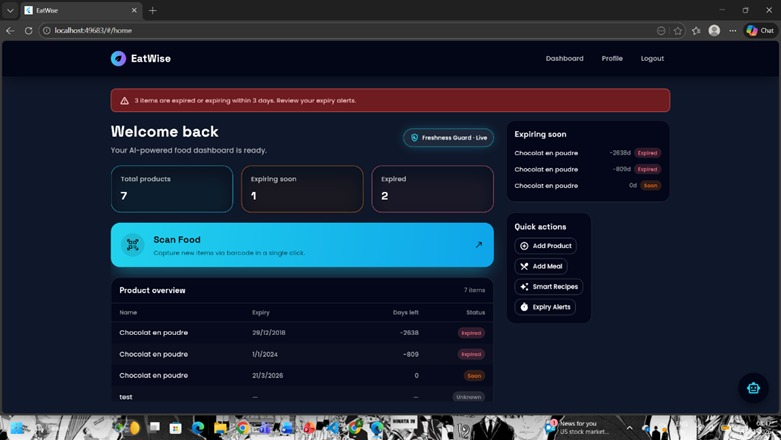 EatWise
localhost:49683/#/home
Chat
EatWise
Dashboard Profile Logout
3 items are expired or expiring within 3 days. Review your expiry alerts.
Welcome back
Your AI-powered food dashboard is ready.
Freshness Guard · Live
Total products
7
Expiring soon
1
Expired
2
Scan Food
Capture new items via barcode in a single click.
Product overview 7 items
Name Expiry Days left Status
Chocolat en poudre 29/12/2018 -2638 Expired
Chocolat en poudre 1/1/2024 -809 Expired
Chocolat en poudre 21/3/2026 0 Soon
test — — Unknown
Expiring soon
Chocolat en poudre -2638d Expired
Chocolat en poudre -809d Expired
Chocolat en poudre 0d Soon
Quick actions
Add Product
Add Meal
Smart Recipes
Expiry Alerts
News for you
US stock market...